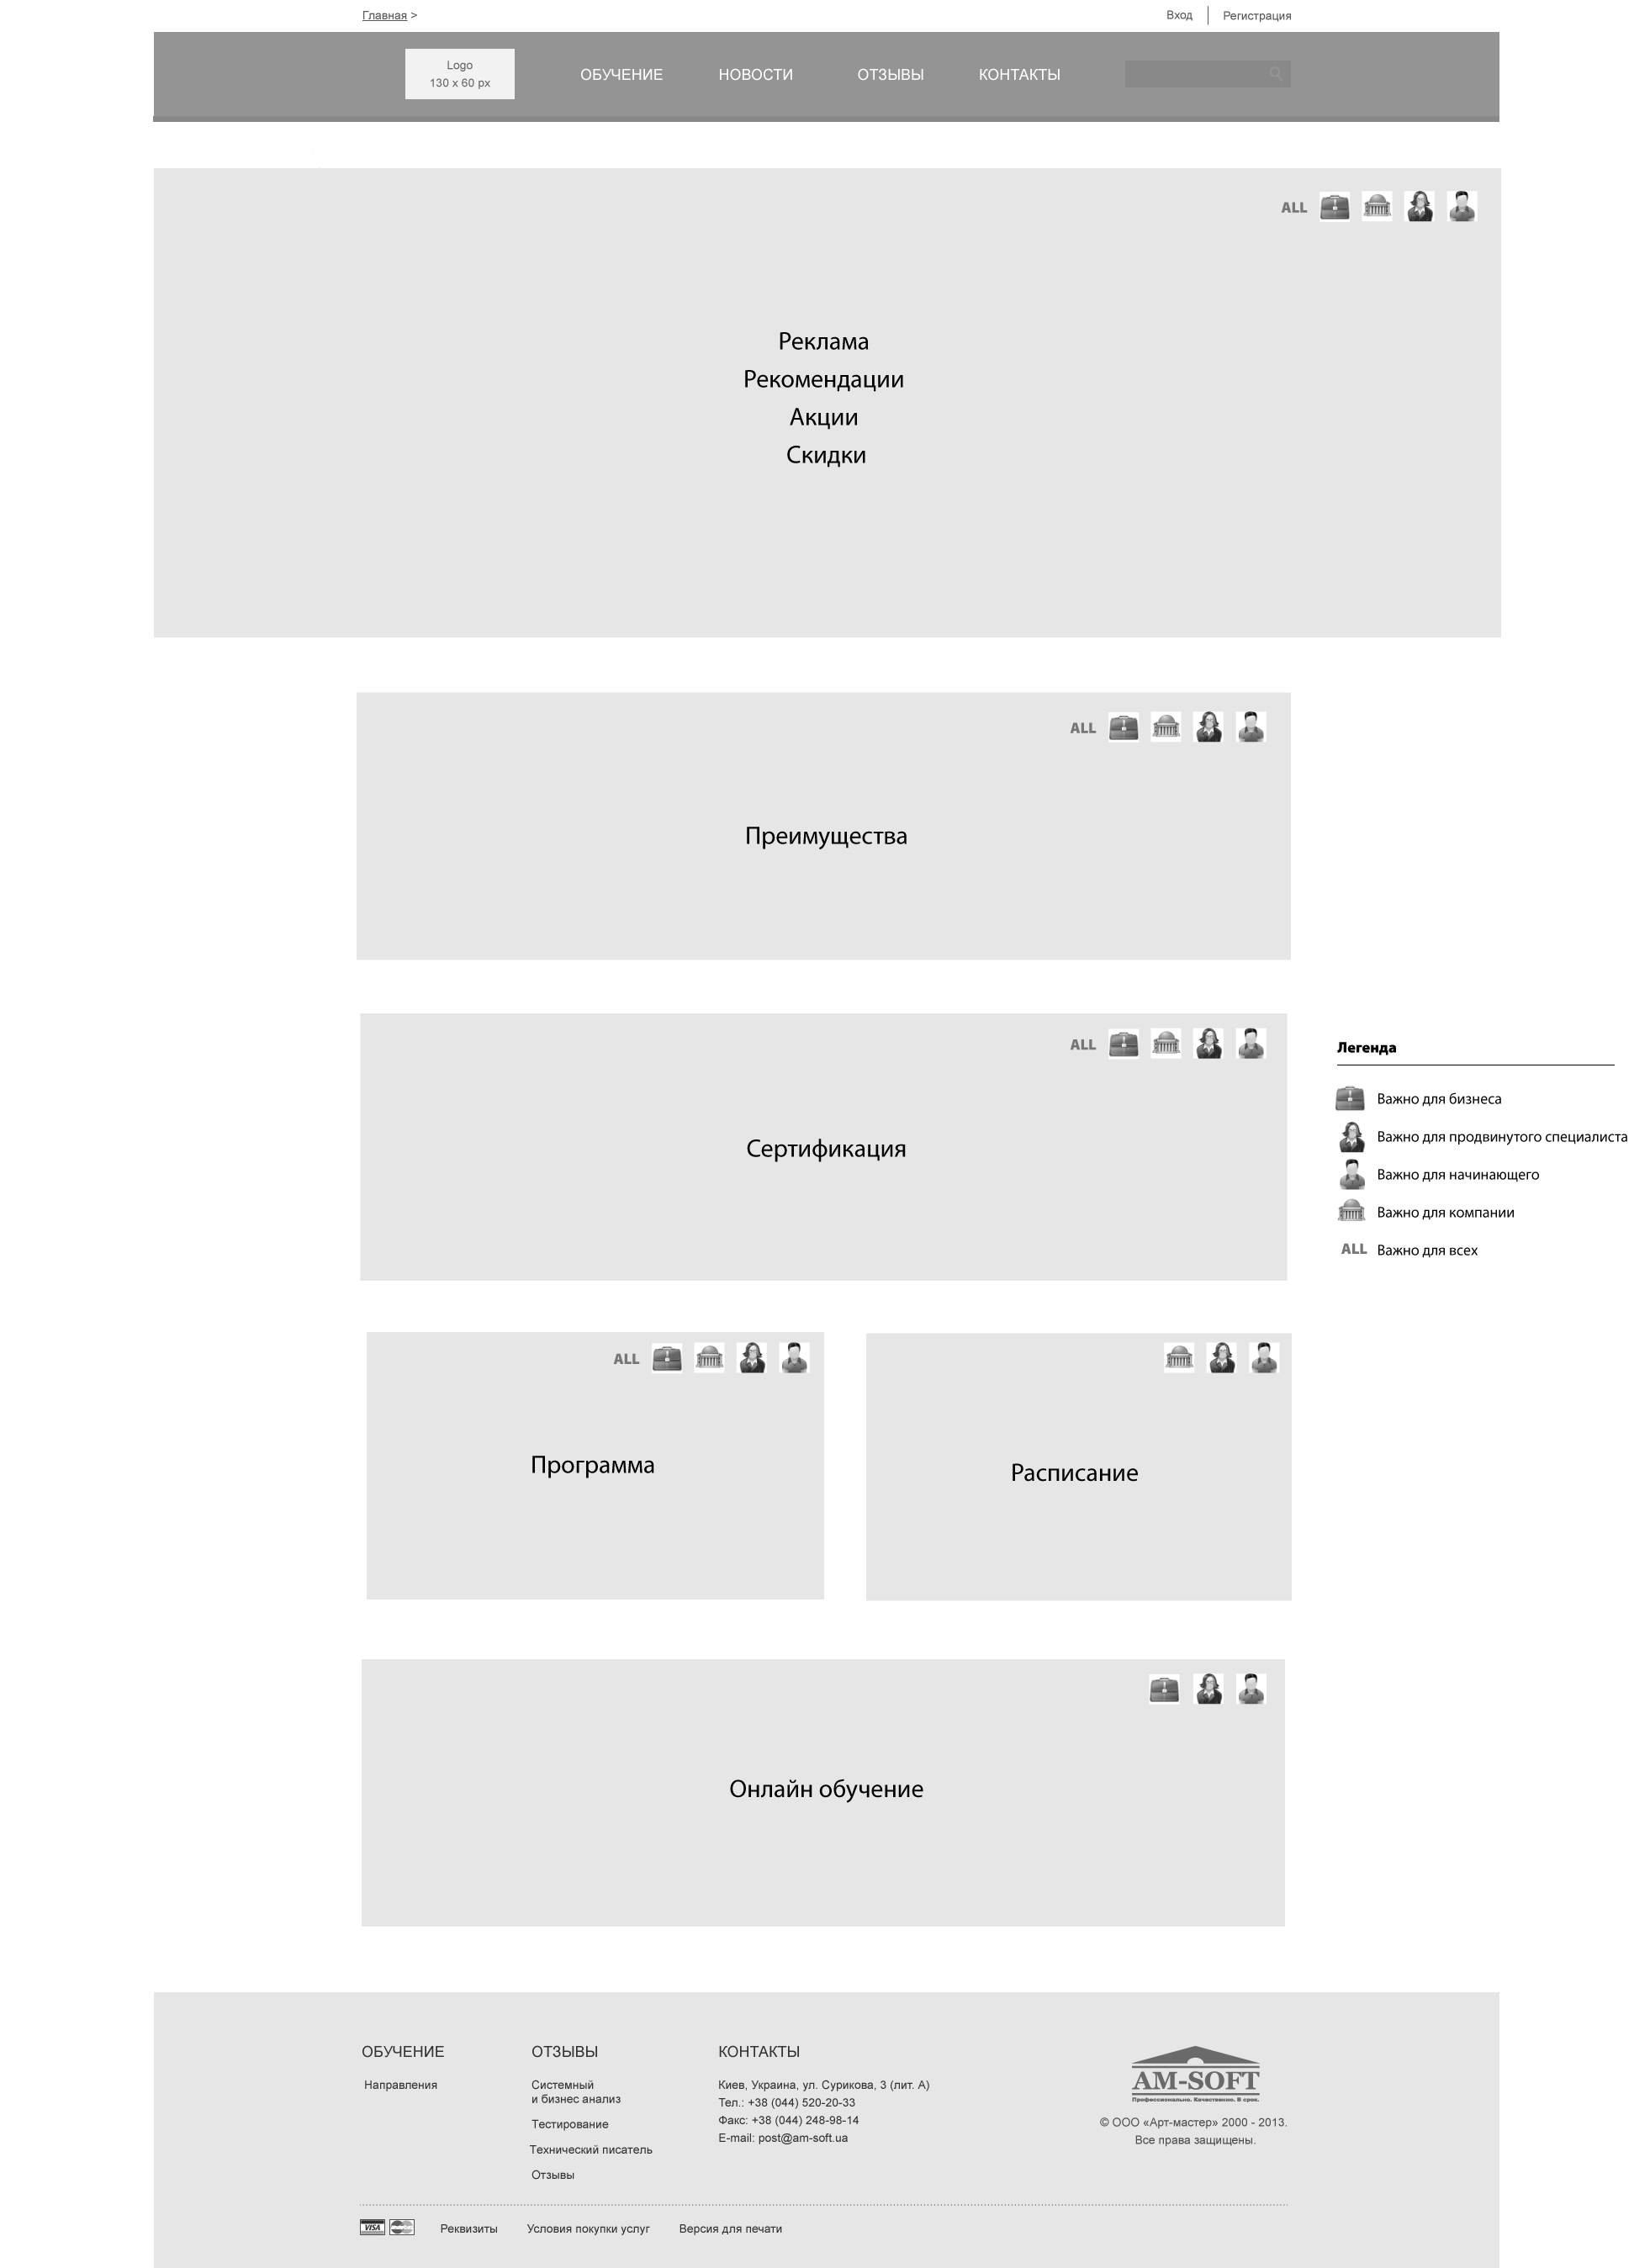 Главная >
Вход
Регистрация
Logo
130 x 60 px
ОБУЧЕНИЕ
НОВОСТИ
ОТЗЫВЫ
КОНТАКТЫ
ALL
Реклама
Рекомендации
Акции
Скидки
ALL
Преимущества
ALL
Сертификация
Легенда
Важно для бизнеса
Важно для продвинутого специалиста
Важно для начинающего
Важно для компании
ALL Важно для всех
ALL
Программа
Расписание
Онлайн обучение
ОБУЧЕНИЕ
Направления
ОТЗЫВЫ
Системный
и бизнес анализ
Тестирование
Технический писатель
Отзывы
КОНТАКТЫ
Киев, Украина, ул. Сурикова, 3 (лит. А)
Тел.: +38 (044) 520-20-33
Факс: +38 (044) 248-98-14
E-mail: post@am-soft.ua
AM-SOFT
Профессионально. Качественно. В срок.
© ООО «Арт-мастер» 2000 - 2013.
Все права защищены.
VISA
Реквизиты
Условия покупки услуг
Версия для печати